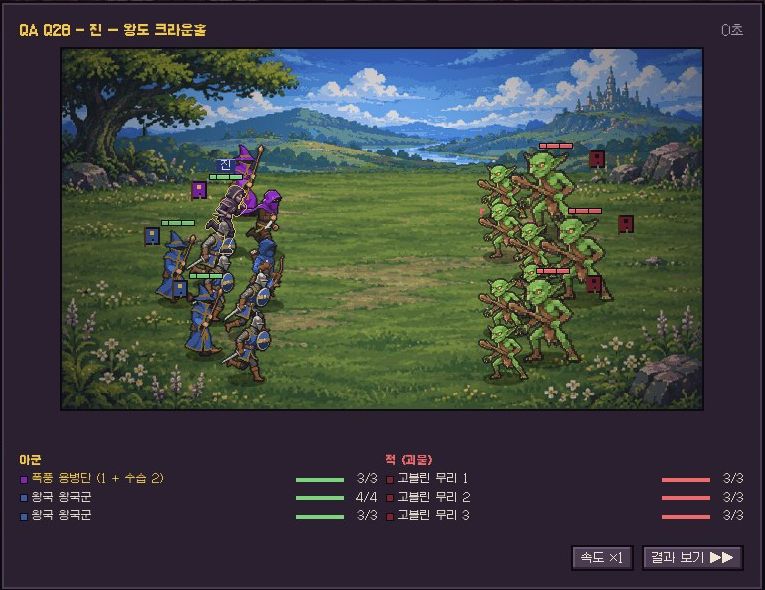 QA Q28 - 진 - 왕도 크라운홀
0초
진
아군
폭풍 용병단 (1 + 수습 2) 3/3
왕국 왕국군 4/4
왕국 왕국군 3/3
적 (괴물)
고블린 무리 1 3/3
고블린 무리 2 3/3
고블린 무리 3 3/3
속도 ×1
결과 보기 ▶▶